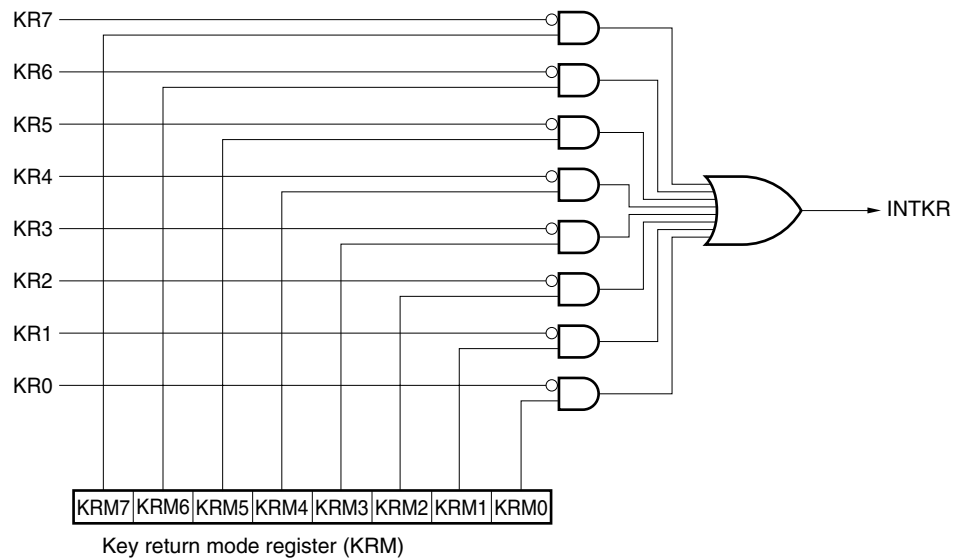 KR7
KR6
KR5
KR4
KR3
KR2
KR1
KR0
INTKR
KRM7 KRM6 KRM5 KRM4 KRM3 KRM2 KRM1 KRM0
Key return mode register (KRM)